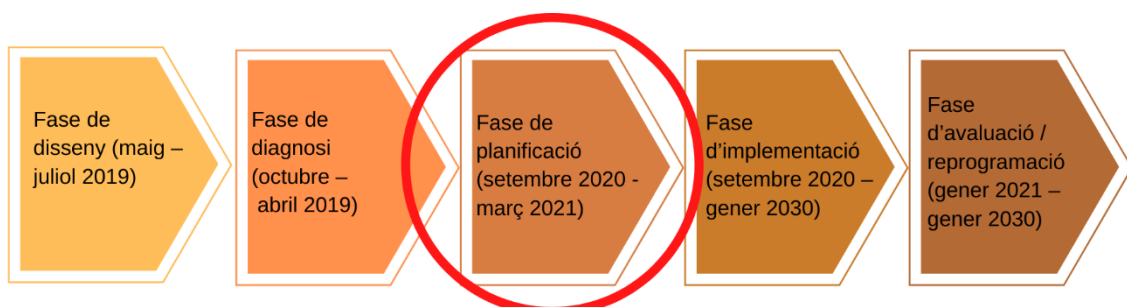 Fase de
disseny (maig –
juliol 2019)
Fase de
diagnosi
(octubre –
abril 2019)
Fase de
planificació
(setembre 2020 -
març 2021)
Fase
d’implementació
(setembre 2020 –
gener 2030)
Fase
d’avaluació /
reprogramació
(gener 2021 –
gener 2030)